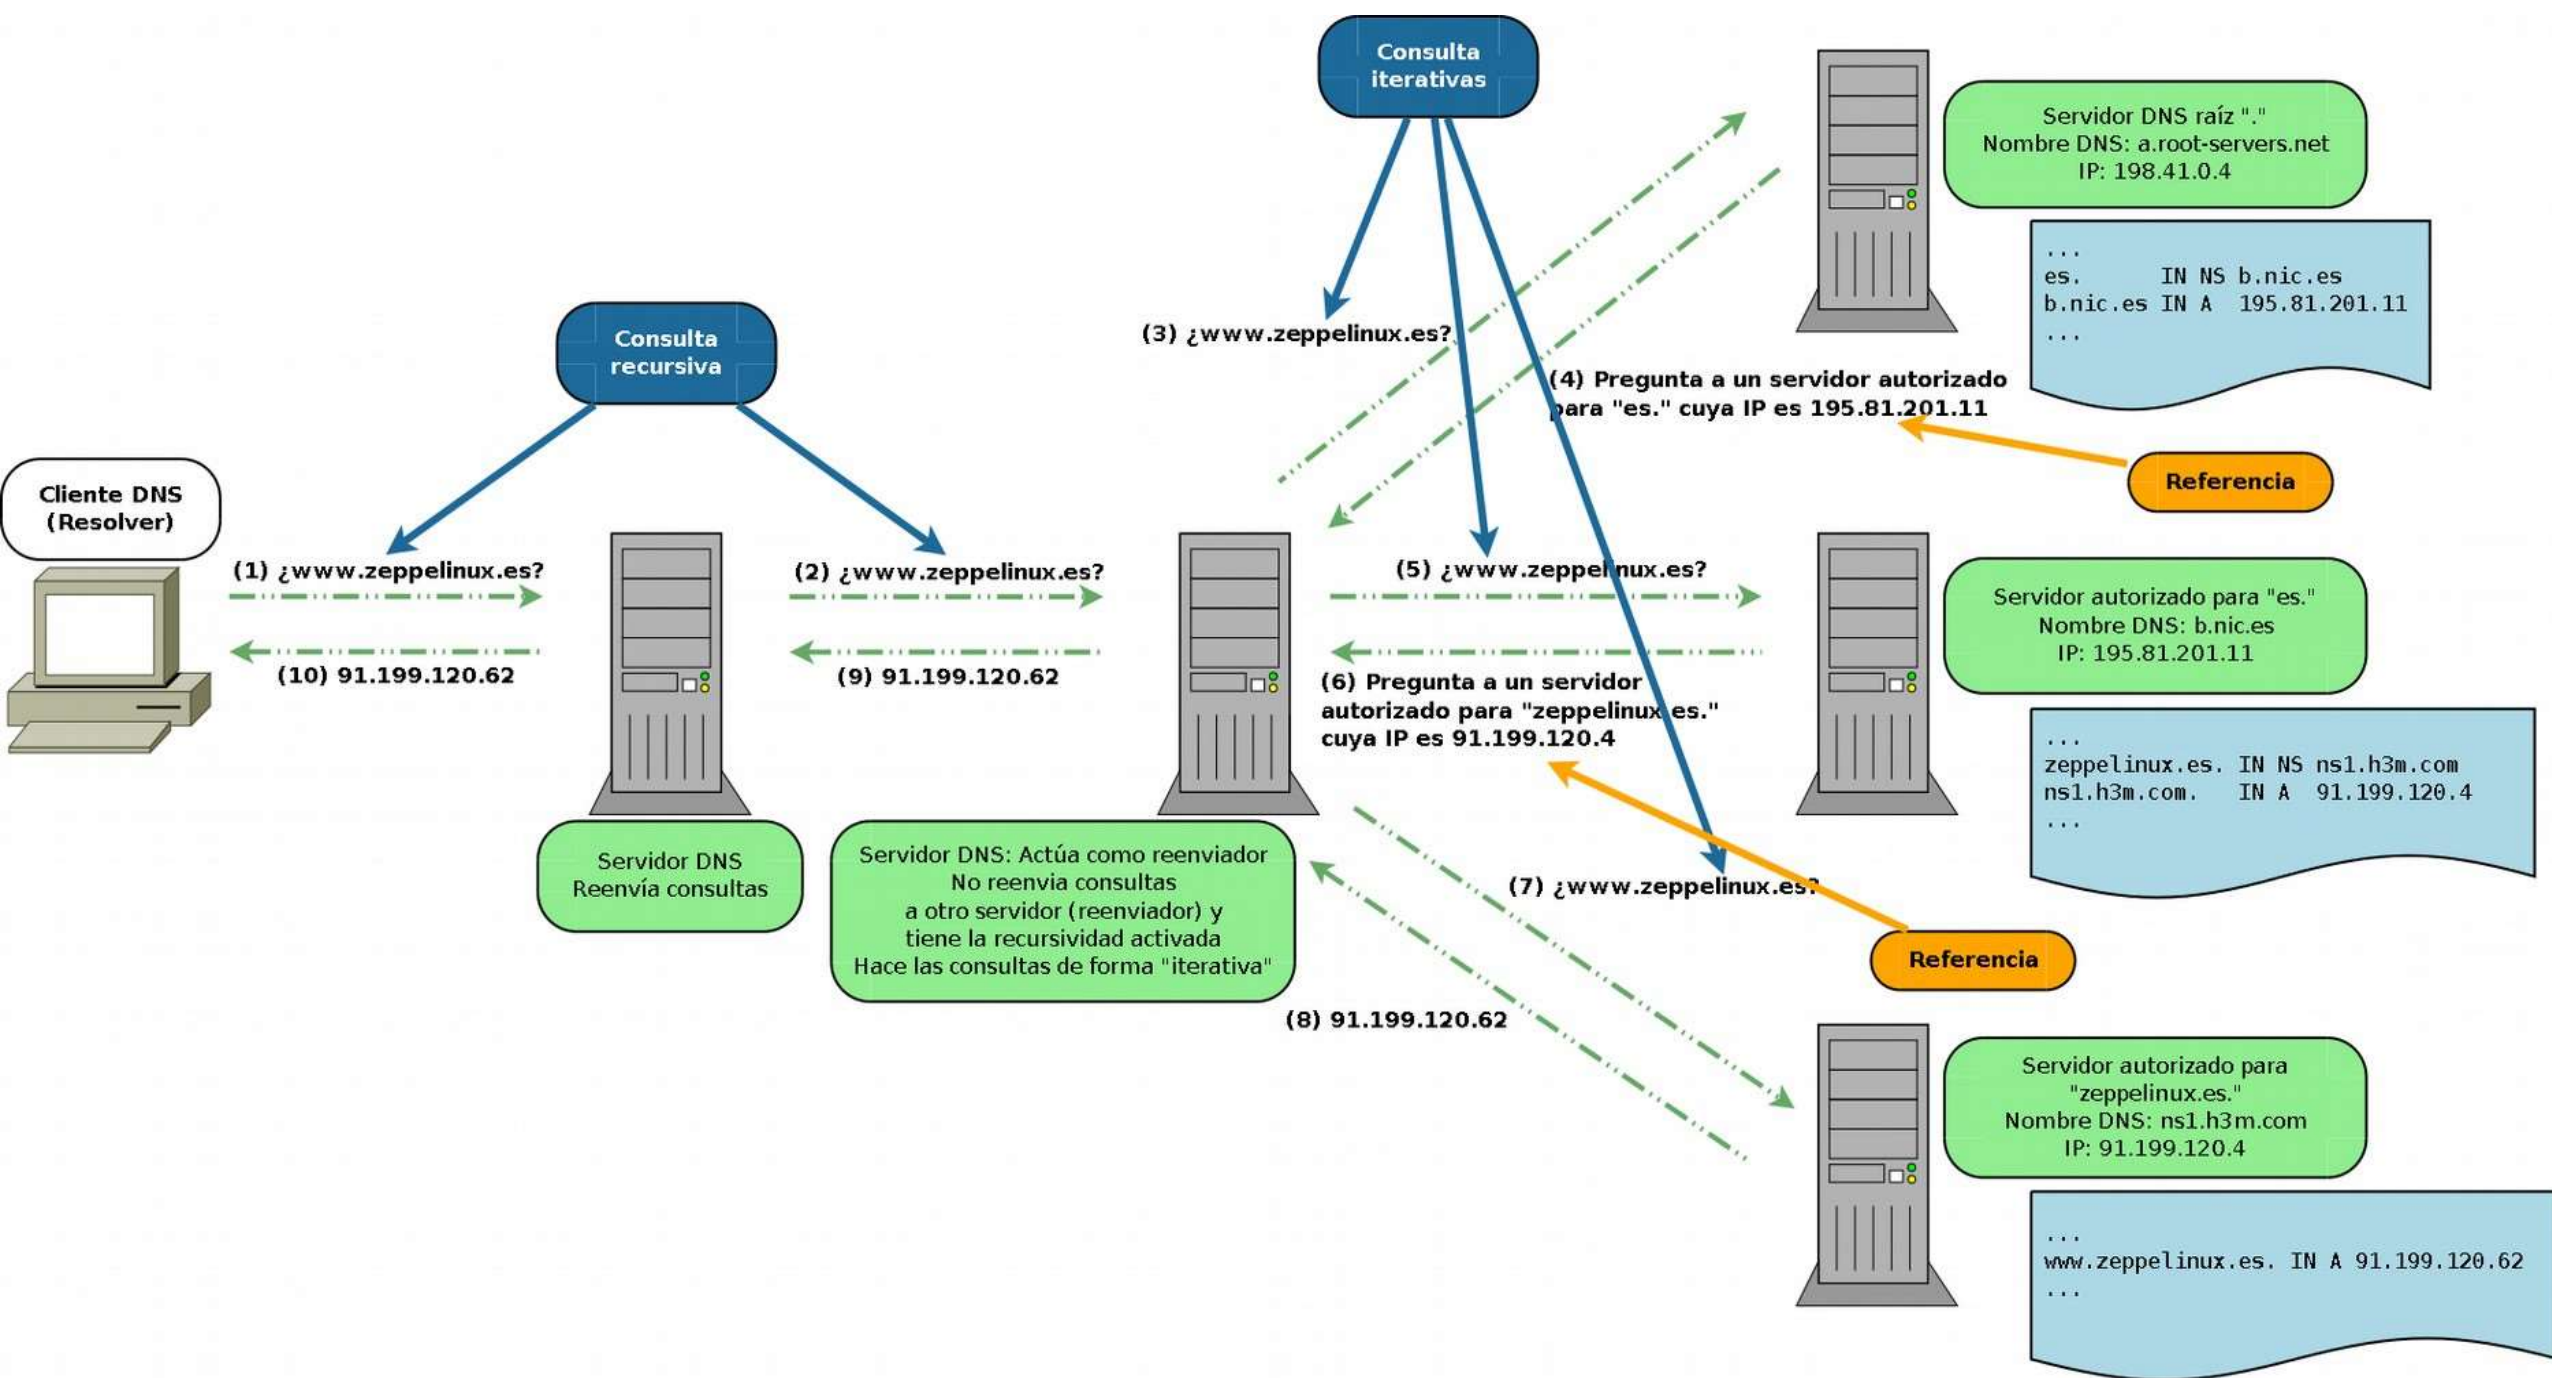 Consulta
iterativas
Servidor DNS raíz "."
Nombre DNS: a.root-servers.net
IP: 198.41.0.4
...
es.      IN NS b.nic.es
b.nic.es IN A  195.81.201.11
...
Consulta
recursiva
(3) ¿www.zeppelinux.es?
(4) Pregunta a un servidor autorizado
para "es." cuya IP es 195.81.201.11
Referencia
Cliente DNS
(Resolver)
(1) ¿www.zeppelinux.es?
(2) ¿www.zeppelinux.es?
(5) ¿www.zeppelinux.es?
Servidor autorizado para "es."
Nombre DNS: b.nic.es
IP: 195.81.201.11
(10) 91.199.120.62
(9) 91.199.120.62
(6) Pregunta a un servidor
autorizado para "zeppelinux.es."
cuya IP es 91.199.120.4
...
zeppelinux.es. IN NS ns1.h3m.com
ns1.h3m.com.   IN A  91.199.120.4
...
Servidor DNS
Reenvía consultas
Servidor DNS: Actúa como reenviador
No reenvia consultas
a otro servidor (reenviador) y
tiene la recursividad activada
Hace las consultas de forma "iterativa"
(7) ¿www.zeppelinux.es?
Referencia
(8) 91.199.120.62
Servidor autorizado para
"zeppelinux.es."
Nombre DNS: ns1.h3m.com
IP: 91.199.120.4
...
www.zeppelinux.es. IN A 91.199.120.62
...